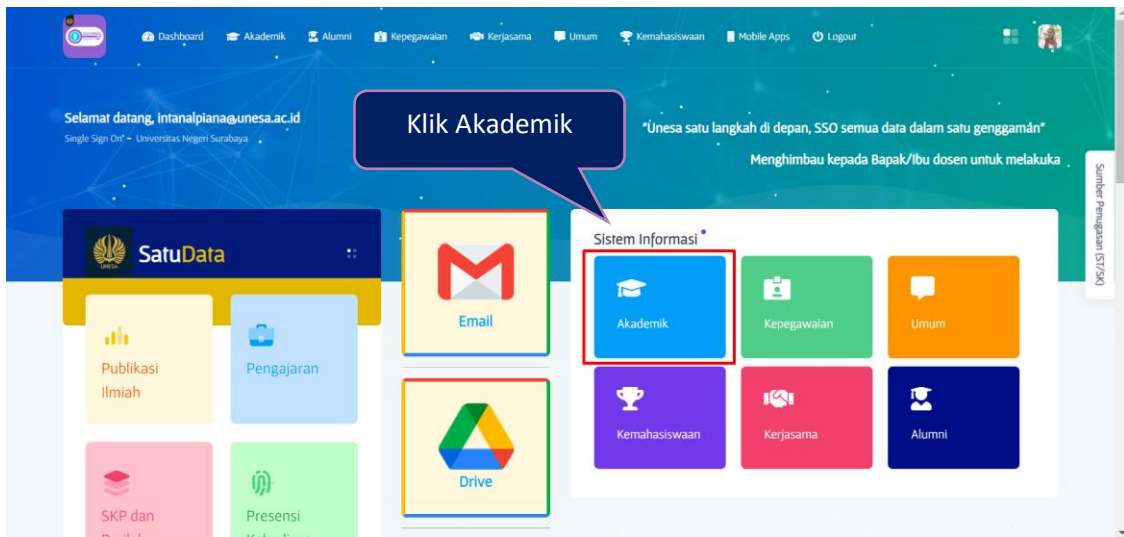 Dashboard
Akademik
Alumni
Kepegawaian
Kerjasama
Umum
Kemahasiswaan
Mobile Apps
Logout
Selamat datang, intanalpiana@unesa.ac.id
Single Sign On" - Universitas Negeri Surabaya
Klik Akademik
"Unesa satu langkah di depan, SSO semua data dalam satu genggaman"
Menghimbau kepada Bapak/Ibu dosen untuk melakuka
Sumber Penugasan (ST/SK)
UNESA
SatuData
Publikasi
Ilmiah
Pengajaran
SKP dan
Presensi
Email
Drive
Sistem Informasi
Akademik
Kepegawaian
Umum
Kemahasiswaan
Kerjasama
Alumni